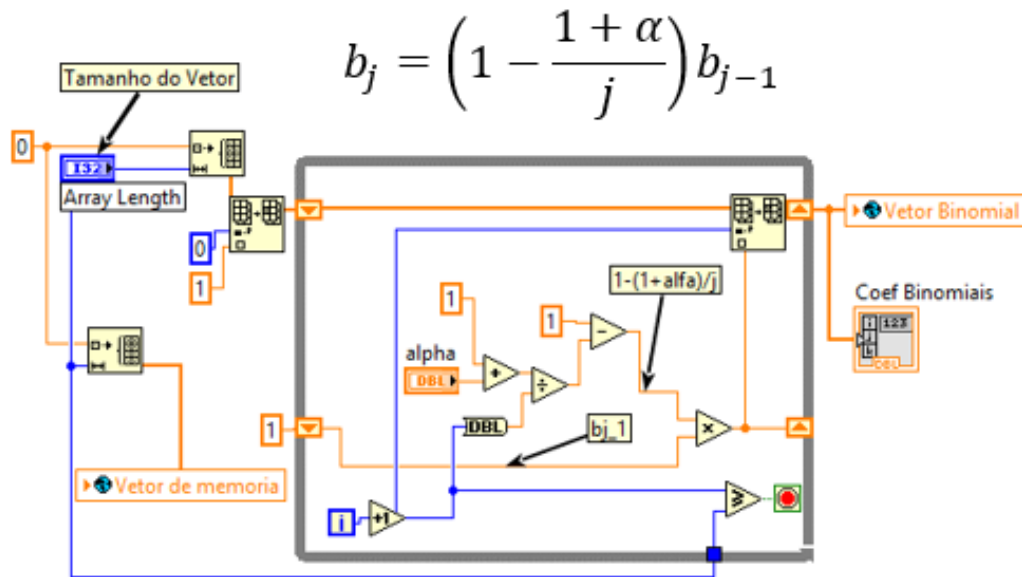 b_j = (1 - (1 + α)/j) b_{j-1}
Tamanho do Vetor
0
I32
Array Length
0
1
Vetor Binomial
1-(1+alfa)/j
Coef Binomiais
1
1
123
DBL
alpha
DBL
DBL
1
bj_1
Vetor de memoria
i
+1